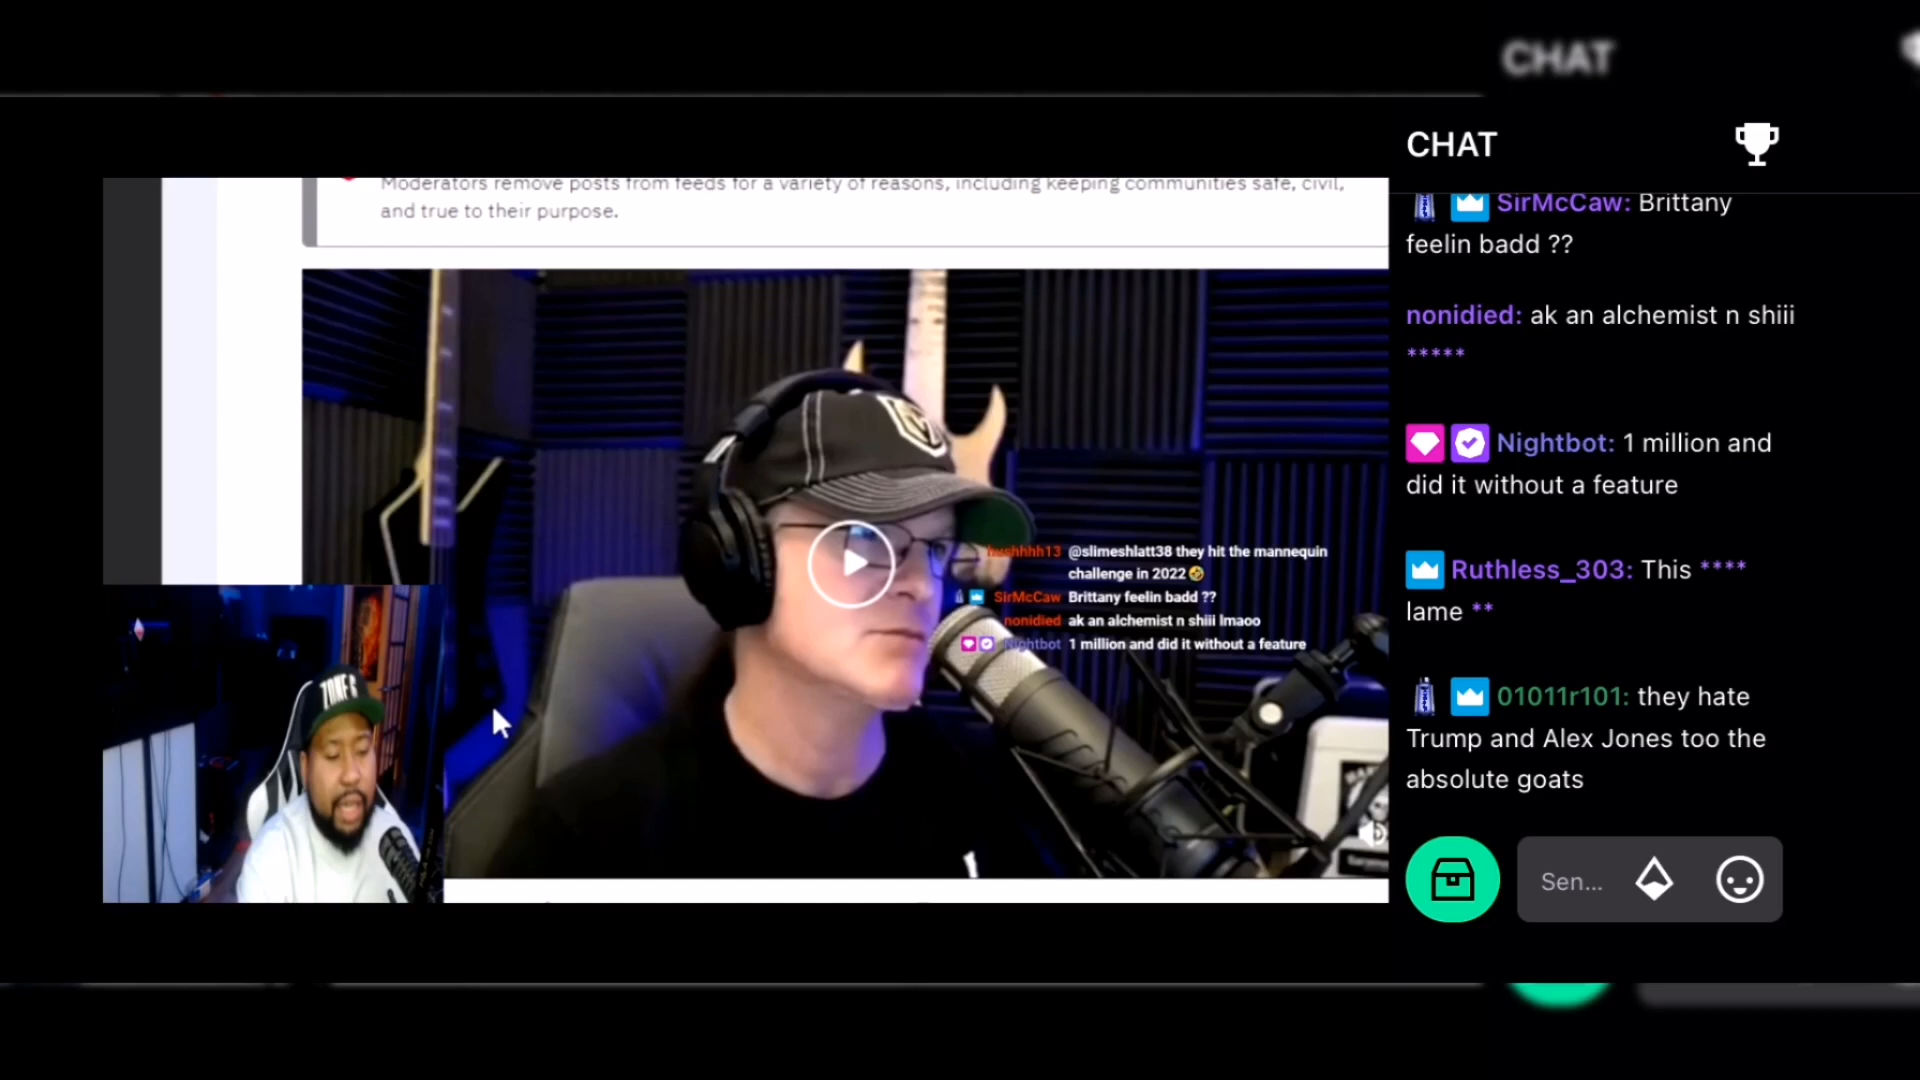 CHAT
CHAT
Moderators remove posts from feeds for a variety of reasons, including keeping communities safe, civil,
and true to their purpose.
SirMcCaw: Brittany
feelin badd ??
nonidied: ak an alchemist n shiii
*****
Nightbot: 1 million and
did it without a feature
Ruthless_303: This ****
lame **
01011r101: they hate
Trump and Alex Jones too the
absolute goats
Sen...
@slimeshlatt38 they hit the mannequin
challenge in 2022🤣
SirMcCaw Brittany feelin badd ??
nonidied ak an alchemist n shiii lmaoo
Nightbot 1 million and did it without a feature